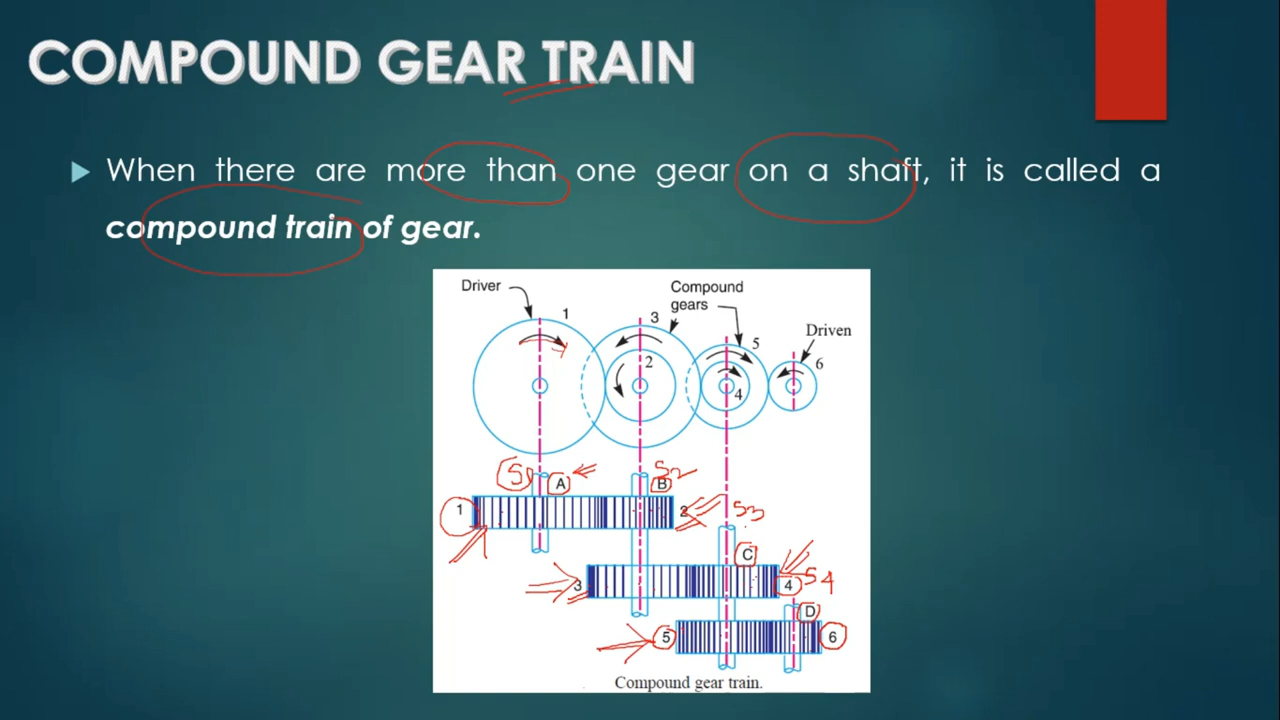 COMPOUND GEAR TRAIN
When there are more than one gear on a shaft, it is called a
compound train of gear.
Driver
1
3
Compound
gears
5
Driven
6
2
4
S1
A
S2
B
1
2
S3
C
3
4
S4
D
5
6
Compound gear train.